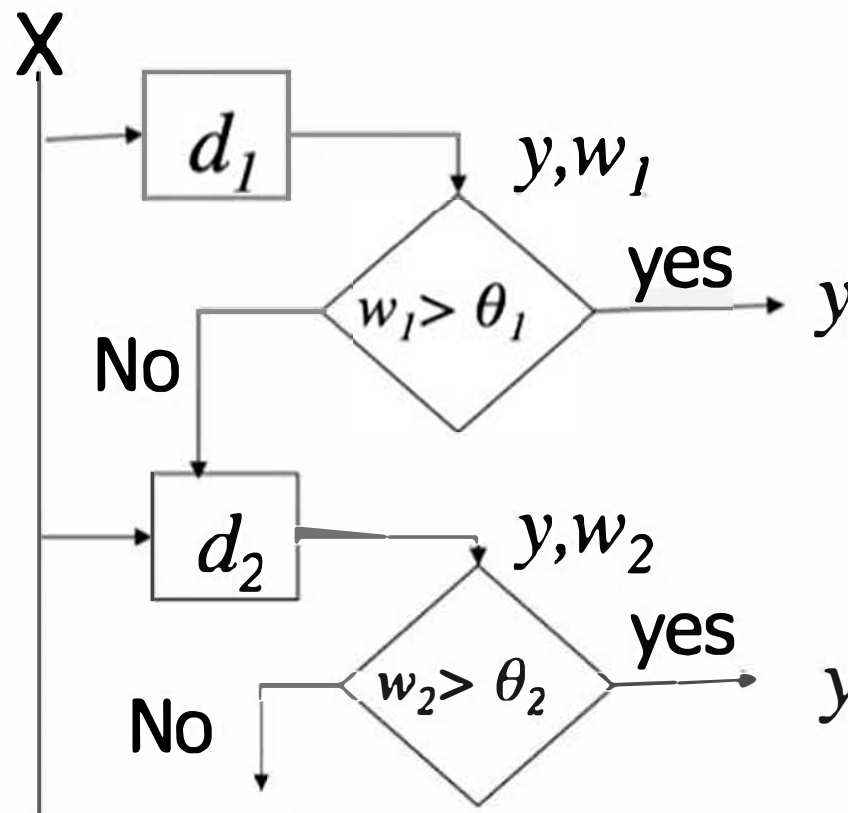 X
d₁
y,w₁
w₁> θ₁
yes
y
No
d₂
y,w₂
w₂> θ₂
yes
y
No